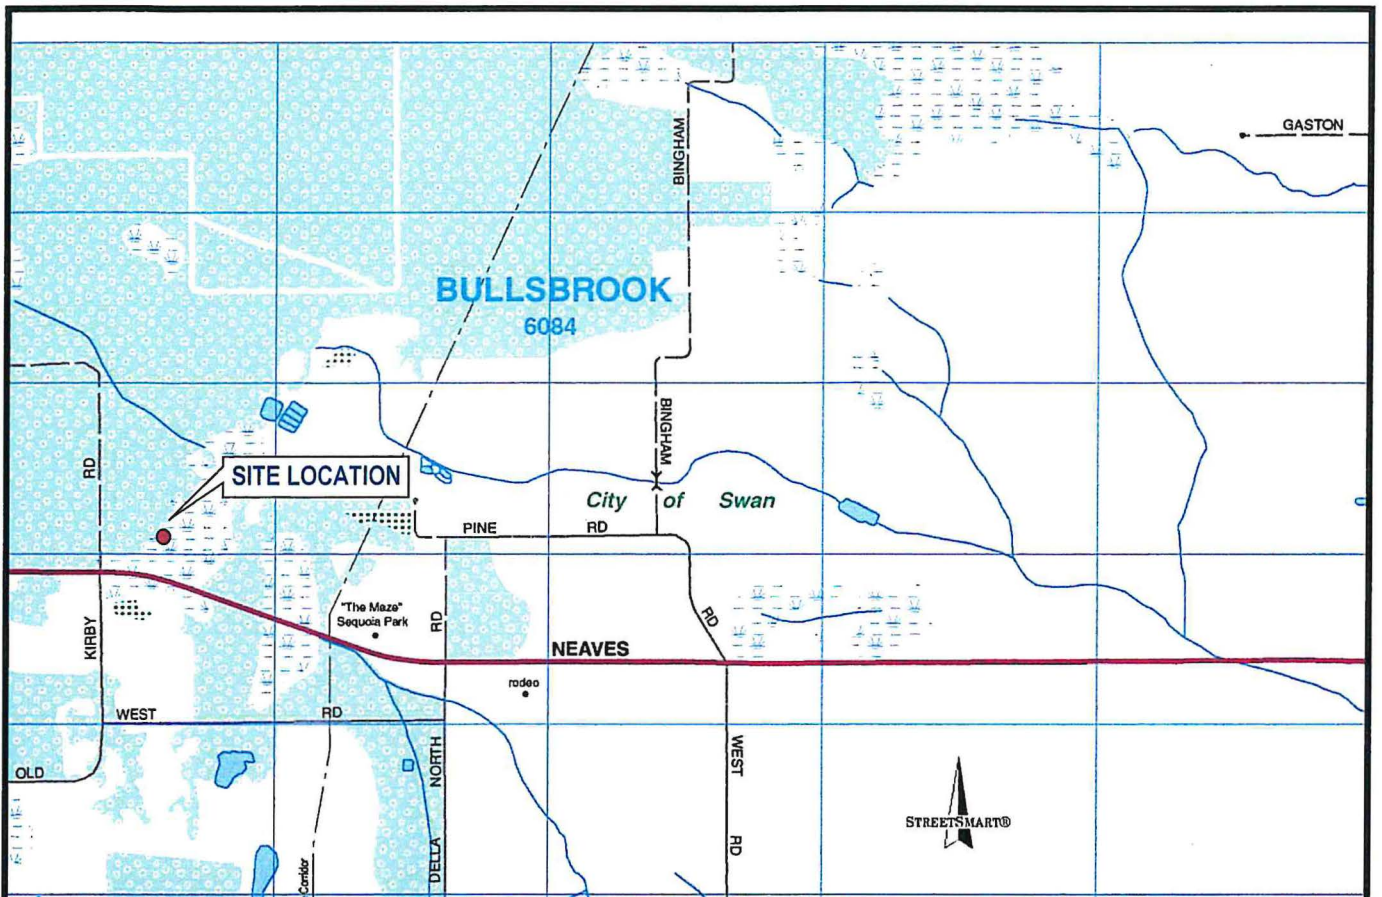 GASTON
BINGHAM
BULLSBROOK
6084
BINGHAM
RD
SITE LOCATION
City of Swan
PINE RD
"The Maze"
Sequoia Park
RD
RD
KIRBY
NEAVES
rodeo
WEST RD
OLD
NORTH
WEST
STREETSMART®
RD
DELLA
Corridor